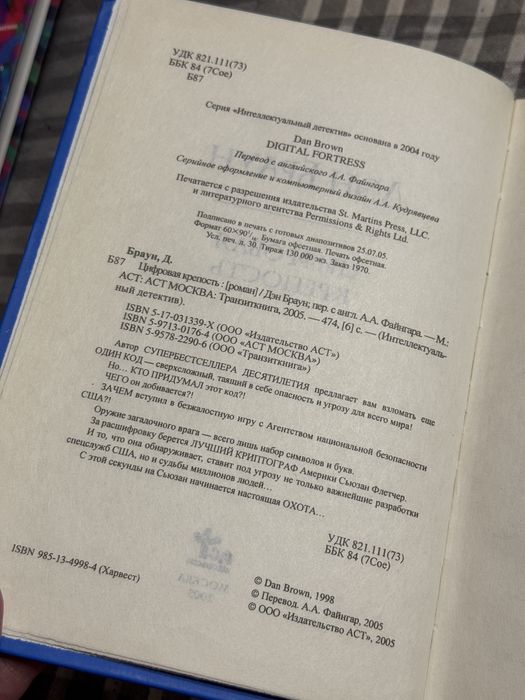 УДК 821.111(73)
ББК 84 (7Сое)
Б87
Серия «Интеллектуальный детектив» основана в 2004 году
Dan Brown
DIGITAL FORTRESS
Перевод с английского А.А. Файнгара
Серийное оформление и компьютерный дизайн А.А. Кудрявцева
Печатается с разрешения издательства St. Martins Press, LLC.
и литературного агентства Permissions & Rights Ltd.
Подписано в печать с готовых диапозитивов 25.07.05.
Формат 60×90 1/16. Бумага офсетная. Печать офсетная.
Усл. печ. л. 30. Тираж 130 000 экз. Заказ 1970.
Браун, Д.
Б87 Цифровая крепость : [роман] / Дэн Браун; пер. с англ. А.А. Файнгара. — М.:
АСТ: АСТ МОСКВА: Транзиткнига, 2005. — 474, [6] с. — (Интеллектуаль-
ный детектив).
ISBN 5-17-031339-X (ООО «Издательство АСТ»)
ISBN 5-9713-0176-4 (ООО «АСТ МОСКВА»)
ISBN 5-9578-2290-6 (ООО «Транзиткнига»)
Автор СУПЕРБЕСТСЕЛЛЕРА ДЕСЯТИЛЕТИЯ предлагает вам взломать еще
ОДИН КОД — сверхсложный, таящий в себе опасность и угрозу для всего мира!
Но... КТО ПРИДУМАЛ этот код?!
ЧЕГО он добивается?!
ЗАЧЕМ вступил в безжалостную игру с Агентством национальной безопасности
США?!
Оружие загадочного врага — всего лишь набор символов и букв.
За расшифровку берется ЛУЧШИЙ КРИПТОГРАФ Америки Сьюзан Флетчер.
И то, что она обнаруживает, ставит под угрозу не только важнейшие разработки
спецслужб США, но и судьбы миллионов людей...
С этой секунды на Сьюзан начинается настоящая ОХОТА...
УДК 821.111(73)
ББК 84 (7Сое)
ISBN 985-13-4998-4 (Харвест)
© Dan Brown, 1998
© Перевод. А.А. Файнгар, 2005
© ООО «Издательство АСТ», 2005